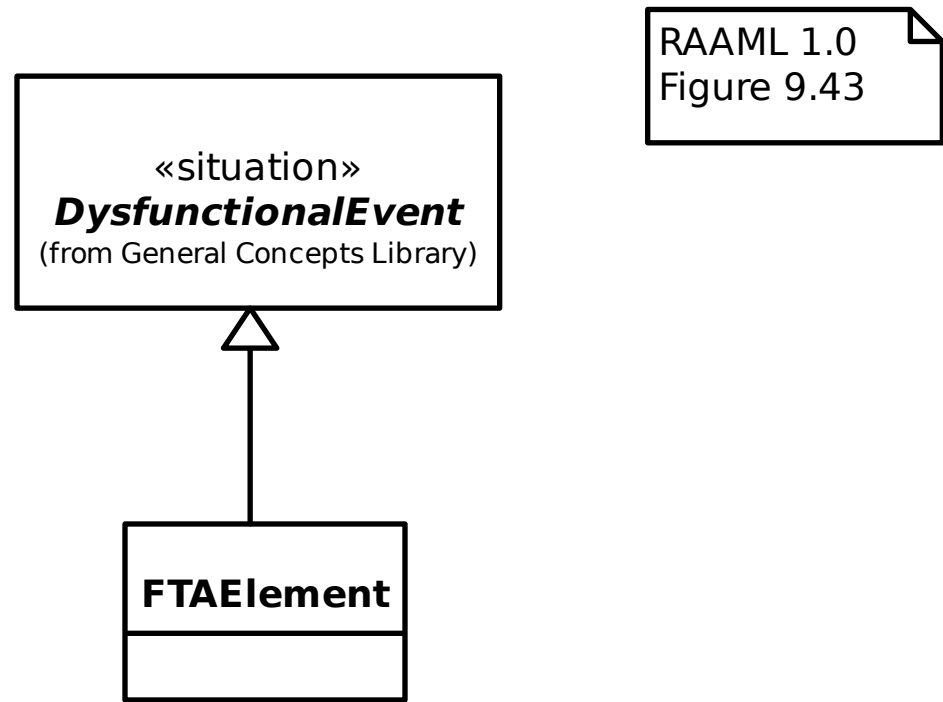 RAAML 1.0
Figure 9.43
«situation»
DysfunctionalEvent
(from General Concepts Library)
FTAElement